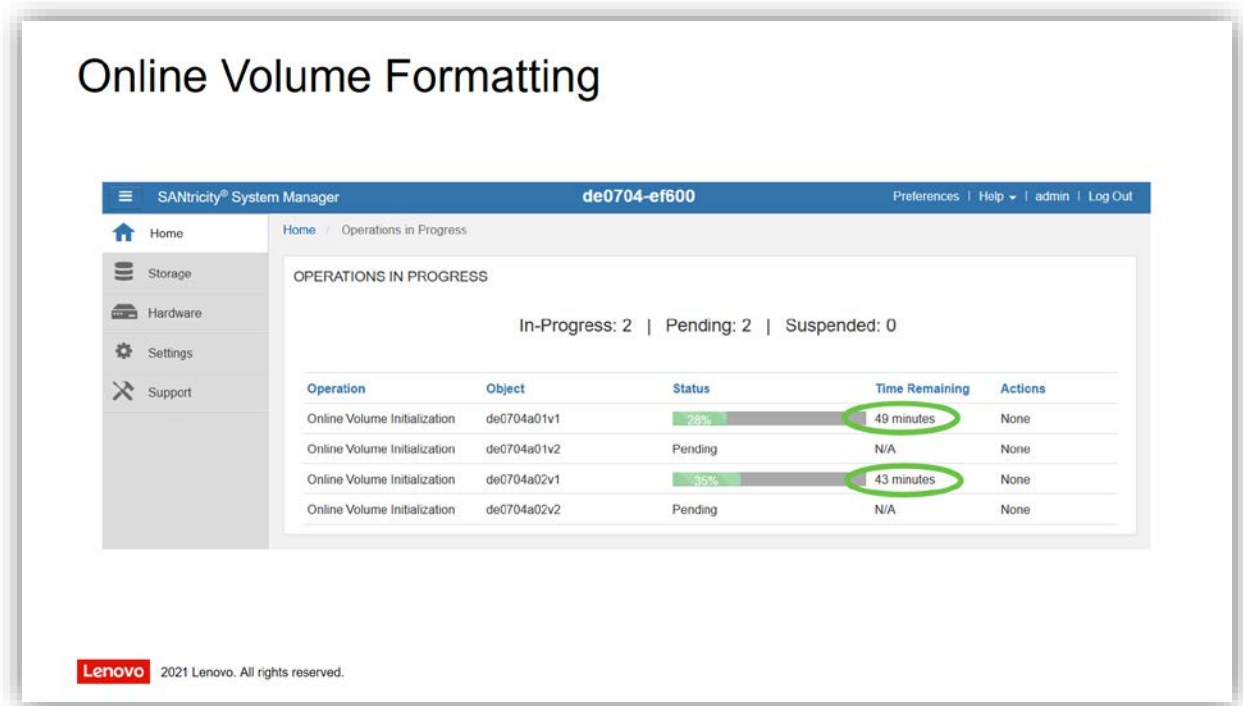 Online Volume Formatting
SANtricity® System Manager de0704-ef600 Preferences | Help | admin | Log Out
Home Home / Operations in Progress
Storage OPERATIONS IN PROGRESS
Hardware
In-Progress: 2 | Pending: 2 | Suspended: 0
Settings
Support
Operation Object Status Time Remaining Actions
Online Volume Initialization de0704a01v1 28% 49 minutes None
Online Volume Initialization de0704a01v2 Pending N/A None
Online Volume Initialization de0704a02v1 35% 43 minutes None
Online Volume Initialization de0704a02v2 Pending N/A None
Lenovo 2021 Lenovo. All rights reserved.